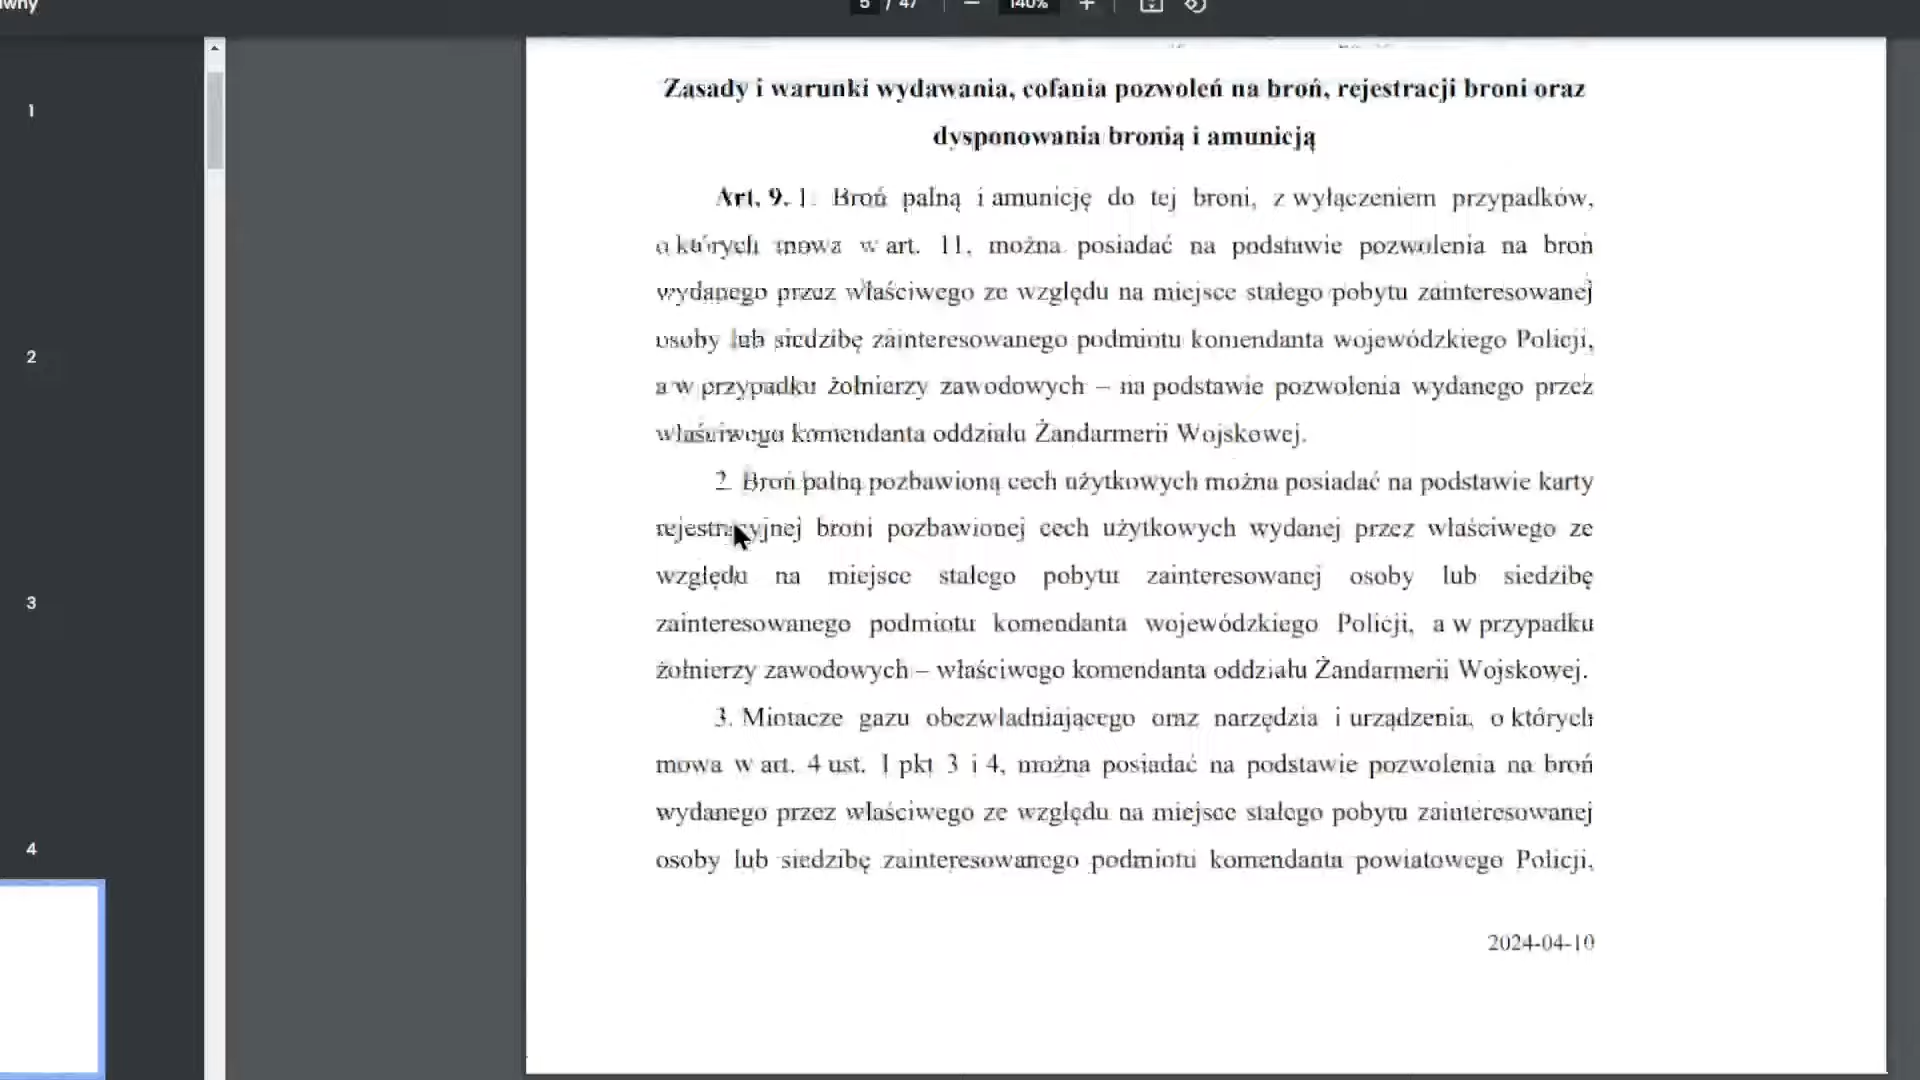 5 / 47
140%
1
2
3
4
Zasady i warunki wydawania, cofania pozwoleń na broń, rejestracji broni oraz
dysponowania bronią i amunicją
Art. 9. 1. Broń palną i amunicję do tej broni, z wyłączeniem przypadków,
o których mowa w art. 11, można posiadać na podstawie pozwolenia na broń
wydanego przez właściwego ze względu na miejsce stałego pobytu zainteresowanej
osoby lub siedzibę zainteresowanego podmiotu komendanta wojewódzkiego Policji,
a w przypadku żołnierzy zawodowych – na podstawie pozwolenia wydanego przez
właściwego komendanta oddziału Żandarmerii Wojskowej.
2. Broń palną pozbawioną cech użytkowych można posiadać na podstawie karty
rejestracyjnej broni pozbawionej cech użytkowych wydanej przez właściwego ze
względu na miejsce stałego pobytu zainteresowanej osoby lub siedzibę
zainteresowanego podmiotu komendanta wojewódzkiego Policji, a w przypadku
żołnierzy zawodowych – właściwego komendanta oddziału Żandarmerii Wojskowej.
3. Miotacze gazu obezwładniającego oraz narzędzia i urządzenia, o których
mowa w art. 4 ust. 1 pkt 3 i 4, można posiadać na podstawie pozwolenia na broń
wydanego przez właściwego ze względu na miejsce stałego pobytu zainteresowanej
osoby lub siedzibę zainteresowanego podmiotu komendanta powiatowego Policji,
2024-04-10